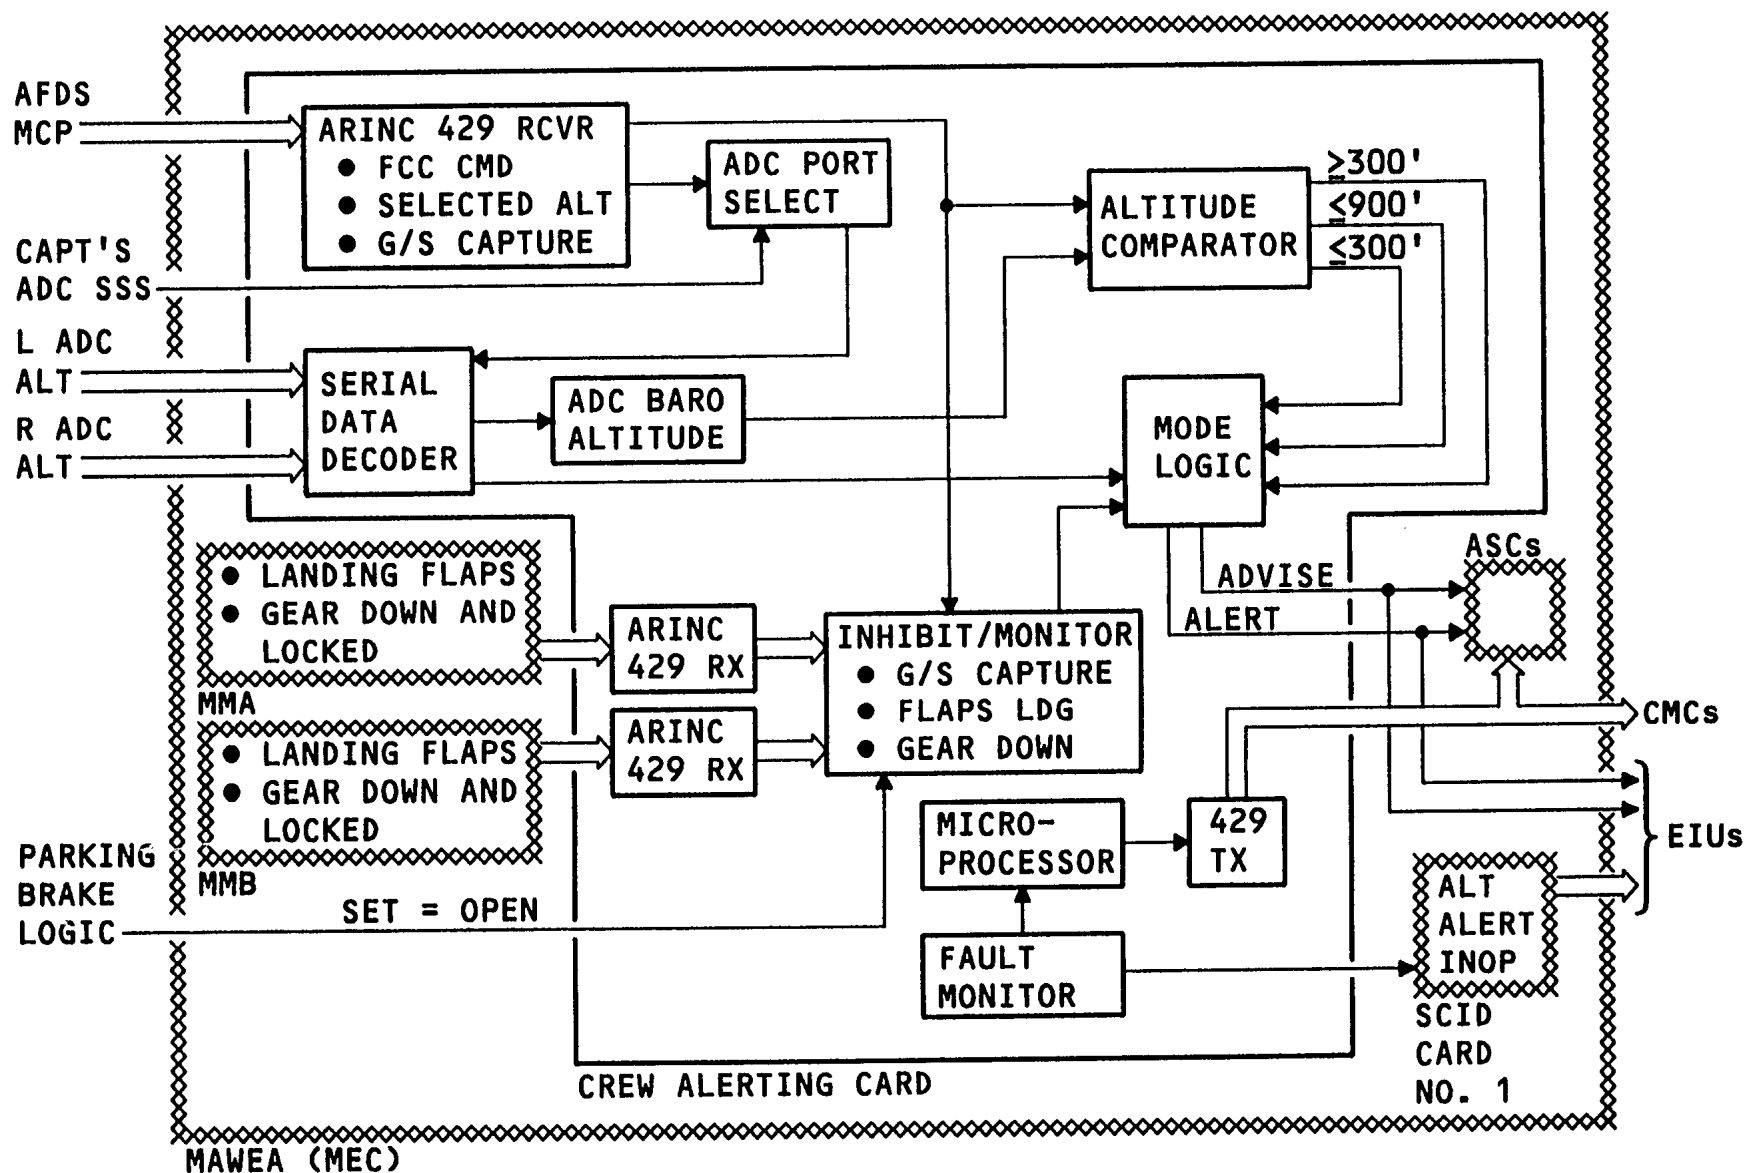 AFDS
MCP
ARINC 429 RCVR
● FCC CMD
● SELECTED ALT
● G/S CAPTURE
ADC PORT
SELECT
ALTITUDE
COMPARATOR
≥300'
≤900'
≤300'
CAPT'S
ADC SSS
L ADC
ALT
R ADC
ALT
SERIAL
DATA
DECODER
ADC BARO
ALTITUDE
MODE
LOGIC
ADVISE
ALERT
ASCs
● LANDING FLAPS
● GEAR DOWN AND
LOCKED
MMA
ARINC
429 RX
INHIBIT/MONITOR
● G/S CAPTURE
● FLAPS LDG
● GEAR DOWN
● LANDING FLAPS
● GEAR DOWN AND
LOCKED
MMB
ARINC
429 RX
CMCs
EIUs
PARKING
BRAKE
LOGIC
SET = OPEN
MICRO-
PROCESSOR
429
TX
FAULT
MONITOR
ALT
ALERT
INOP
SCID
CARD
NO. 1
CREW ALERTING CARD
MAWEA (MEC)